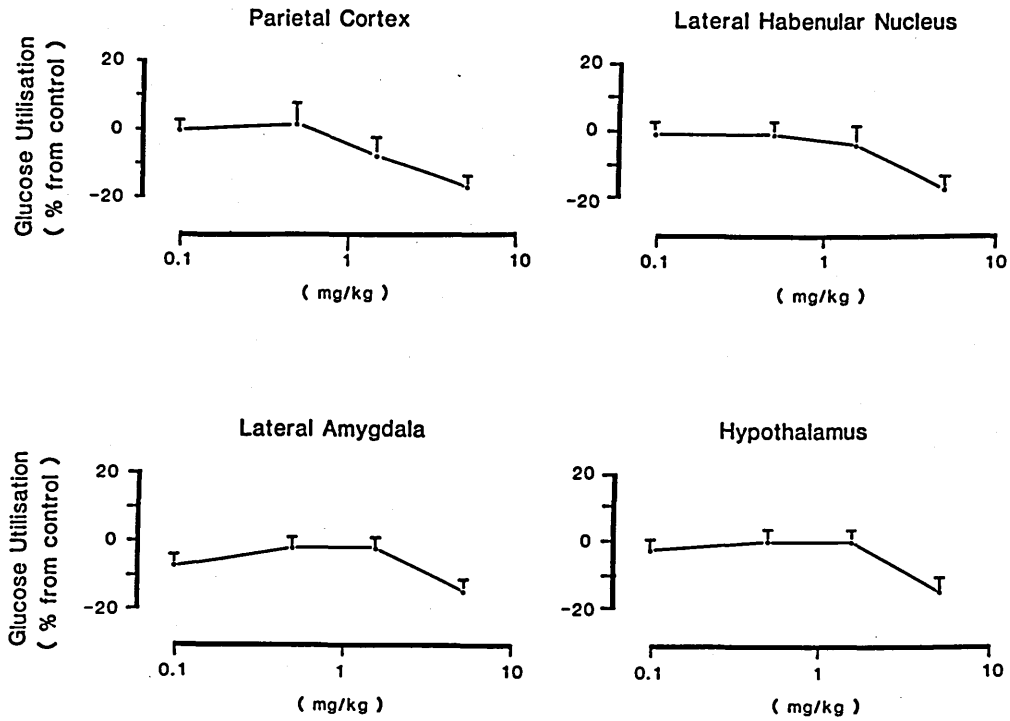 Parietal Cortex
Glucose Utilisation
( % from control )
20
0
-20
0.1 1 10
( mg/kg )
Lateral Habenular Nucleus
20
0
-20
0.1 1 10
( mg/kg )
Lateral Amygdala
Glucose Utilisation
( % from control )
20
0
-20
0.1 1 10
( mg/kg )
Hypothalamus
20
0
-20
0.1 1 10
( mg/kg )